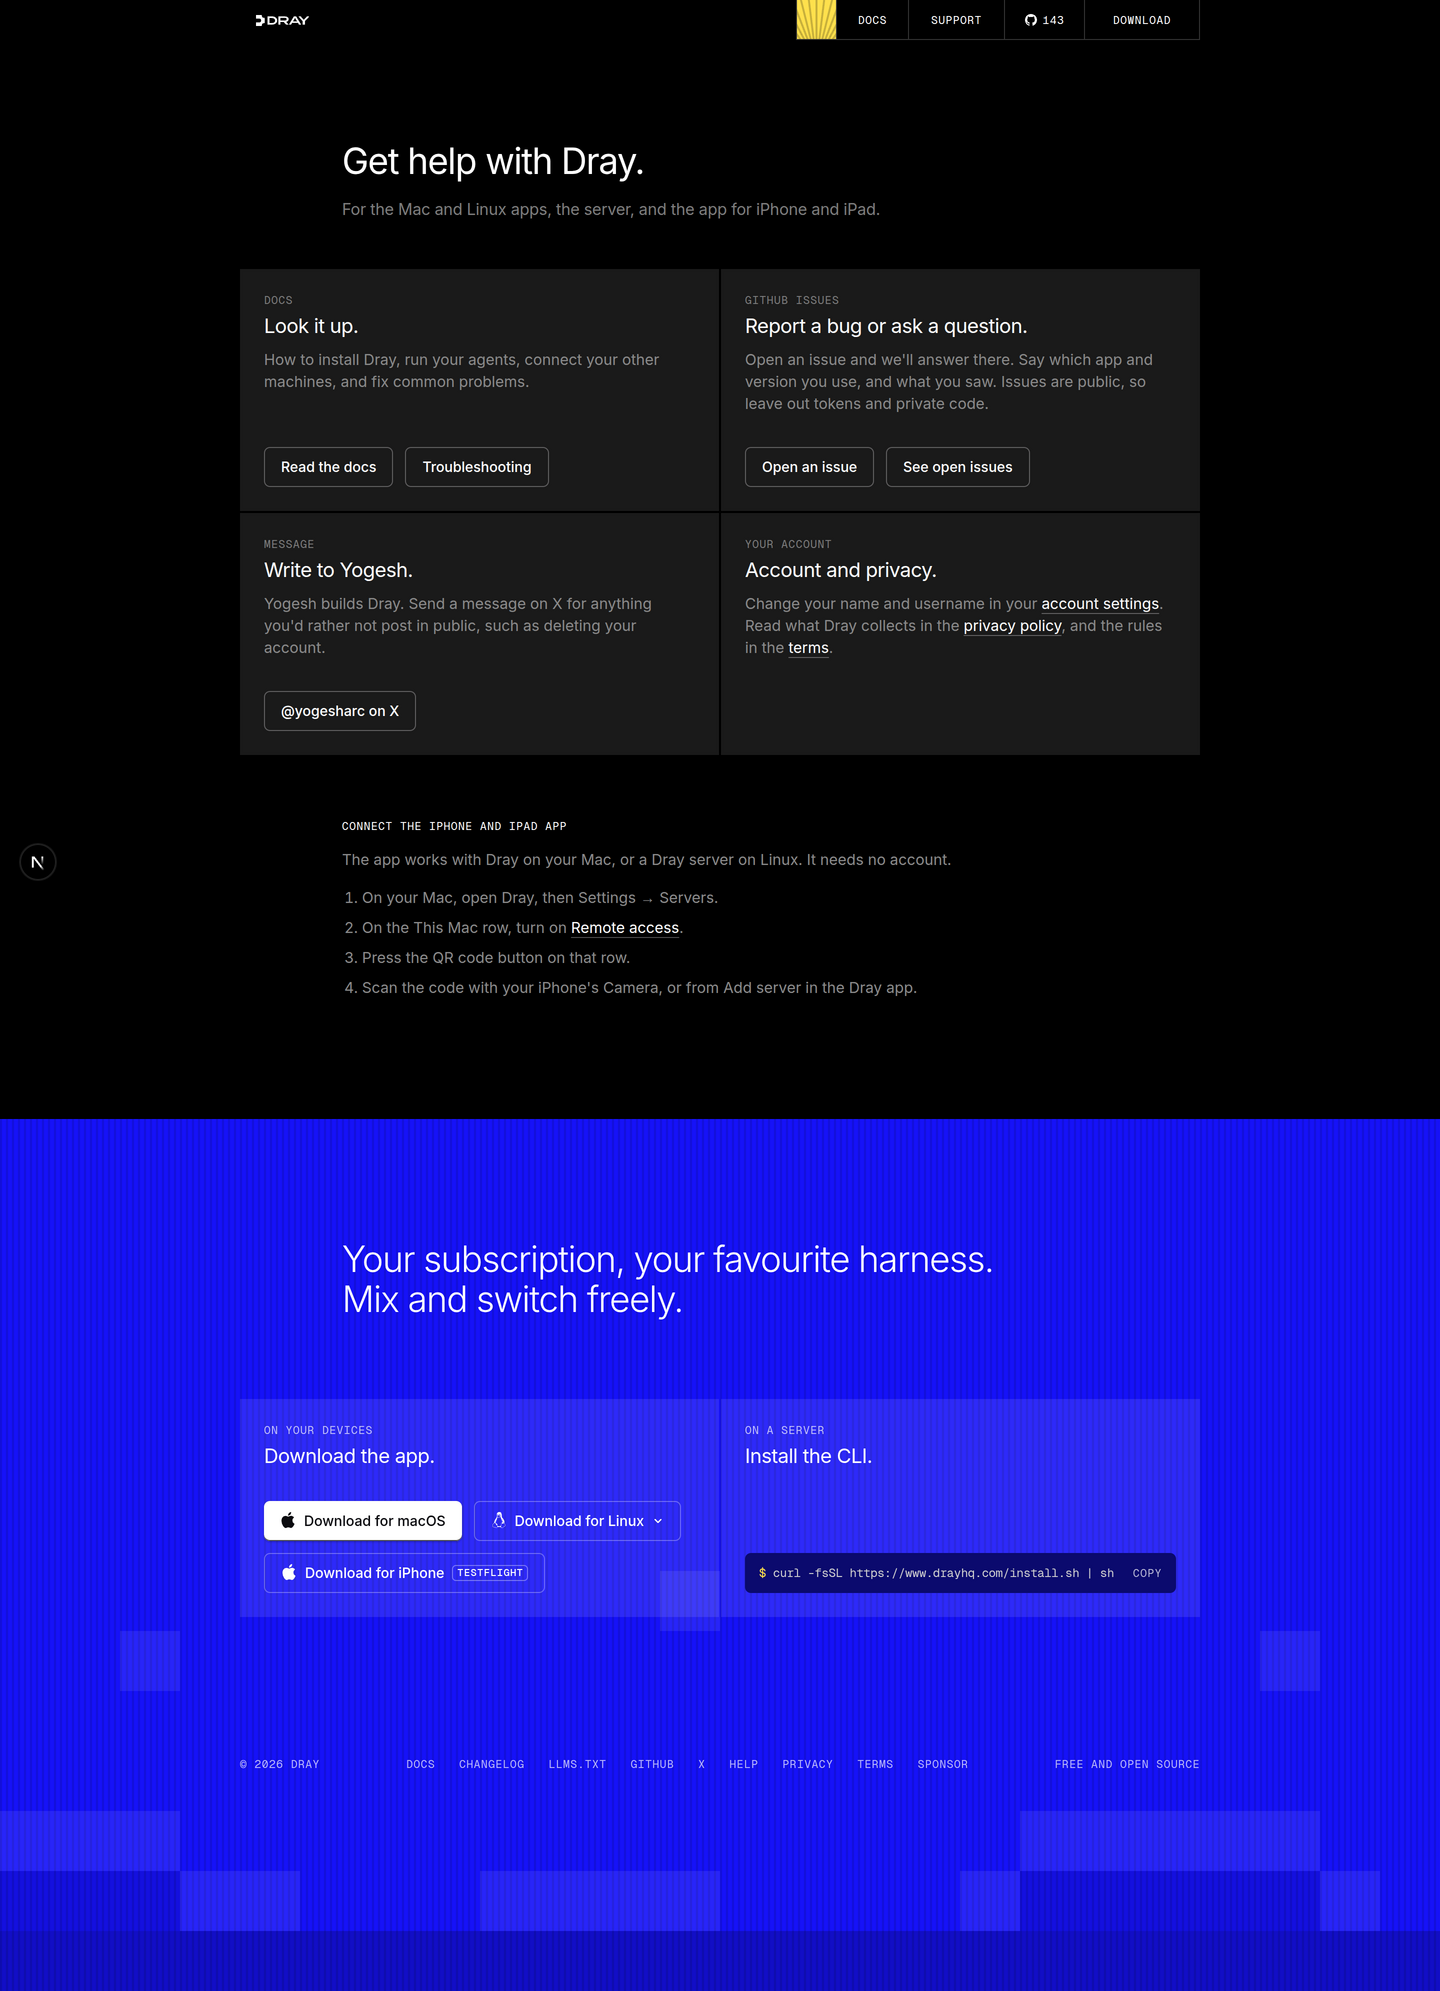 DRAY
DOCS
SUPPORT
143
DOWNLOAD
Get help with Dray.
For the Mac and Linux apps, the server, and the app for iPhone and iPad.
DOCS
Look it up.
How to install Dray, run your agents, connect your other
machines, and fix common problems.
Read the docs
Troubleshooting
GITHUB ISSUES
Report a bug or ask a question.
Open an issue and we'll answer there. Say which app and
version you use, and what you saw. Issues are public, so
leave out tokens and private code.
Open an issue
See open issues
MESSAGE
Write to Yogesh.
Yogesh builds Dray. Send a message on X for anything
you'd rather not post in public, such as deleting your
account.
@yogesharc on X
YOUR ACCOUNT
Account and privacy.
Change your name and username in your account settings.
Read what Dray collects in the privacy policy, and the rules
in the terms.
CONNECT THE IPHONE AND IPAD APP
The app works with Dray on your Mac, or a Dray server on Linux. It needs no account.
1. On your Mac, open Dray, then Settings → Servers.
2. On the This Mac row, turn on Remote access.
3. Press the QR code button on that row.
4. Scan the code with your iPhone's Camera, or from Add server in the Dray app.
N
Your subscription, your favourite harness.
Mix and switch freely.
ON YOUR DEVICES
Download the app.
Download for macOS
Download for Linux
Download for iPhone TESTFLIGHT
ON A SERVER
Install the CLI.
$ curl -fsSL https://www.drayhq.com/install.sh | sh COPY
© 2026 DRAY
DOCS
CHANGELOG
LLMS.TXT
GITHUB
X
HELP
PRIVACY
TERMS
SPONSOR
FREE AND OPEN SOURCE